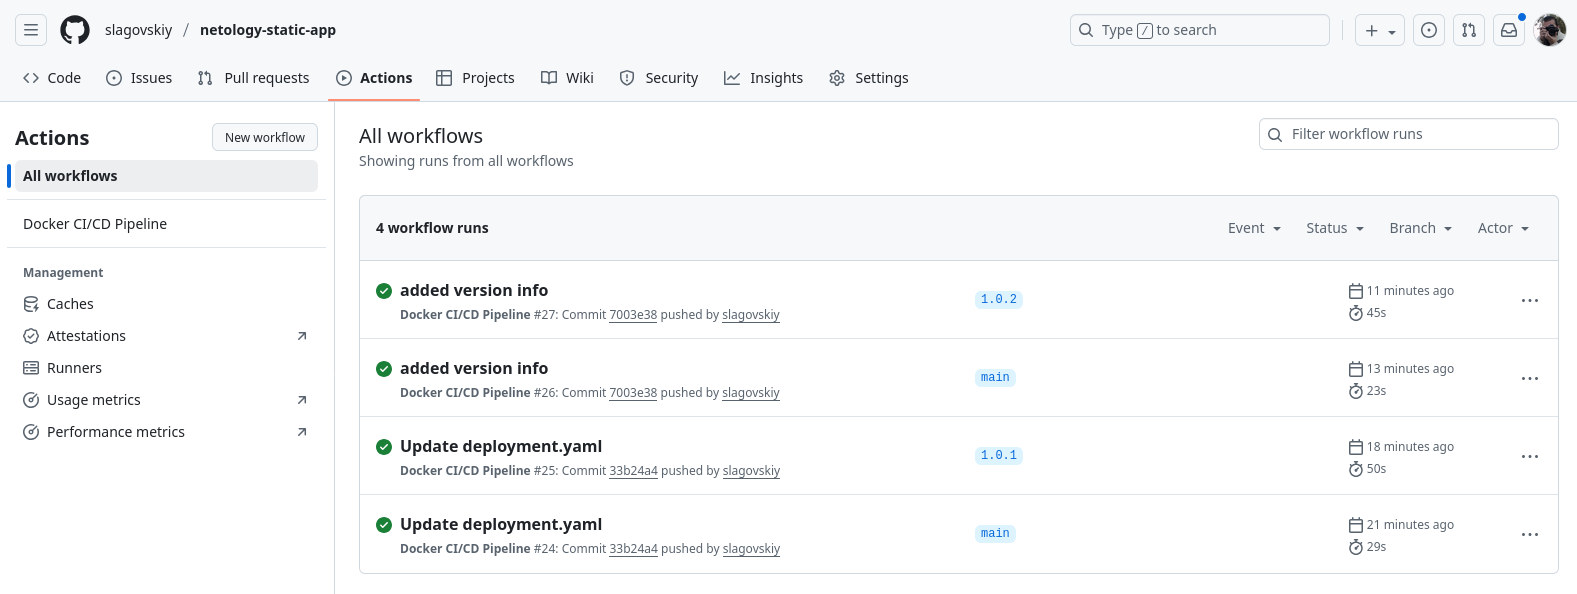 slagovskiy / netology-static-app
Type / to search
Code Issues Pull requests Actions Projects Wiki Security Insights Settings
Actions
New workflow
All workflows
Docker CI/CD Pipeline
Management
Caches
Attestations
Runners
Usage metrics
Performance metrics
All workflows
Showing runs from all workflows
Filter workflow runs
4 workflow runs
Event Status Branch Actor
added version info
Docker CI/CD Pipeline #27: Commit 7003e38 pushed by slagovskiy
1.0.2
11 minutes ago
45s
added version info
Docker CI/CD Pipeline #26: Commit 7003e38 pushed by slagovskiy
main
13 minutes ago
23s
Update deployment.yaml
Docker CI/CD Pipeline #25: Commit 33b24a4 pushed by slagovskiy
1.0.1
18 minutes ago
50s
Update deployment.yaml
Docker CI/CD Pipeline #24: Commit 33b24a4 pushed by slagovskiy
main
21 minutes ago
29s